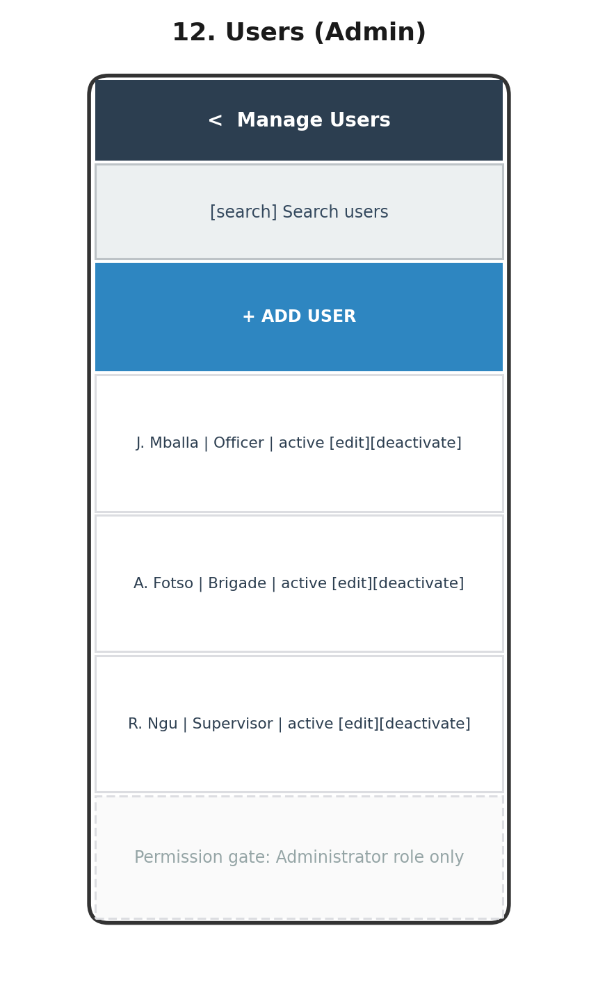 12. Users (Admin)
< Manage Users
[search] Search users
+ ADD USER
J. Mballa | Officer | active [edit][deactivate]
A. Fotso | Brigade | active [edit][deactivate]
R. Ngu | Supervisor | active [edit][deactivate]
Permission gate: Administrator role only